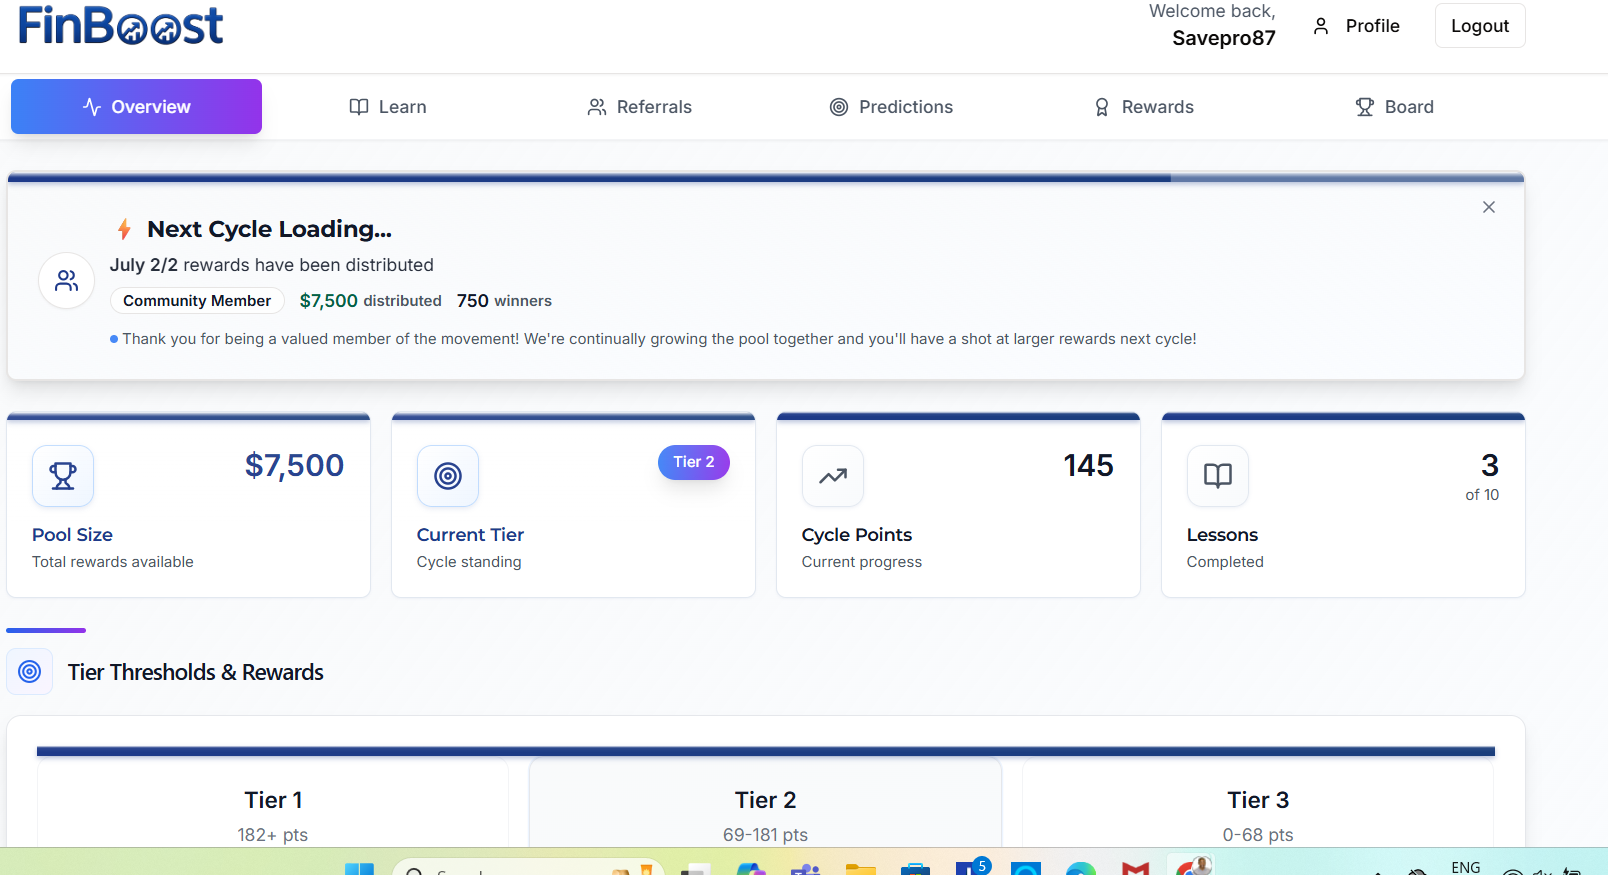 FinBoost
Welcome back,
Savepro87
Profile
Logout
Overview
Learn
Referrals
Predictions
Rewards
Board
Next Cycle Loading...
July 2/2 rewards have been distributed
Community Member $7,500 distributed 750 winners
Thank you for being a valued member of the movement! We're continually growing the pool together and you'll have a shot at larger rewards next cycle!
$7,500
Pool Size
Total rewards available
Tier 2
Current Tier
Cycle standing
145
Cycle Points
Current progress
3
of 10
Lessons
Completed
Tier Thresholds & Rewards
Tier 1
182+ pts
Tier 2
69-181 pts
Tier 3
0-68 pts
5
ENG